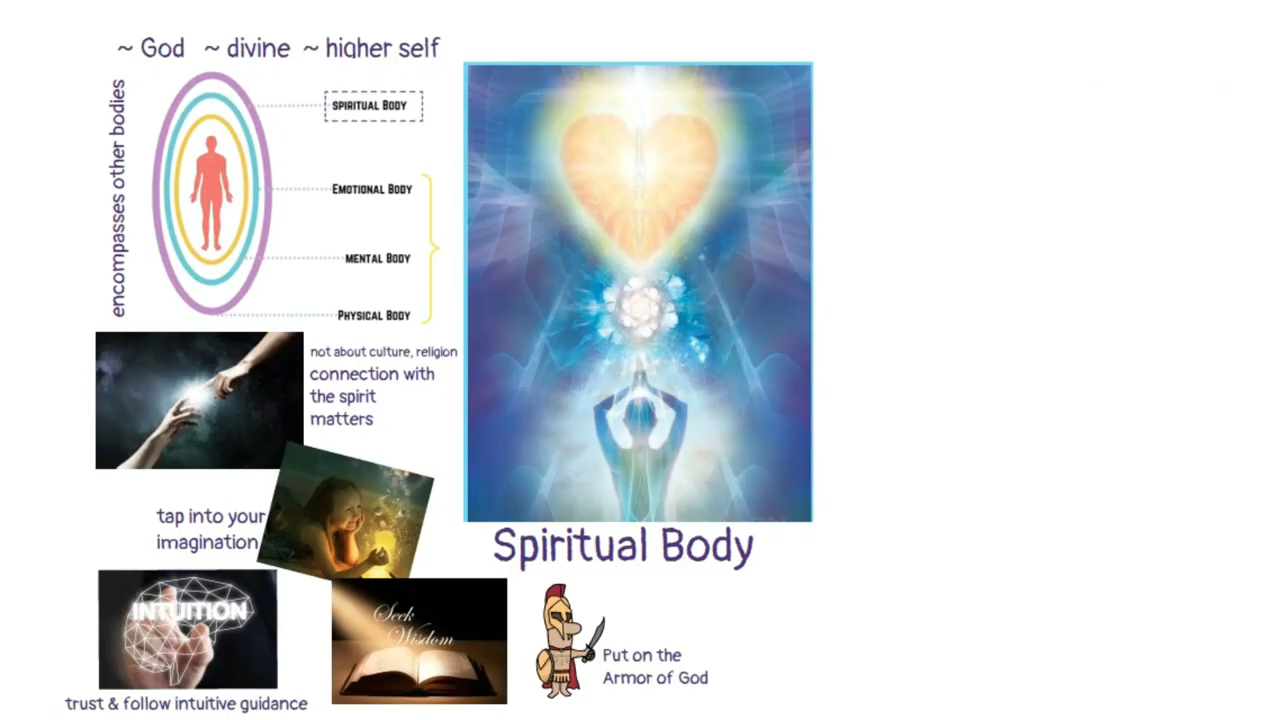 ~ God ~ divine ~ higher self
encompasses other bodies
SPIRITUAL BODY
EMOTIONAL BODY
MENTAL BODY
PHYSICAL BODY
not about culture, religion
connection with
the spirit
matters
tap into your
imagination
INTUITION
trust & follow intuitive guidance
Seek
Wisdom
Spiritual Body
Put on the
Armor of God